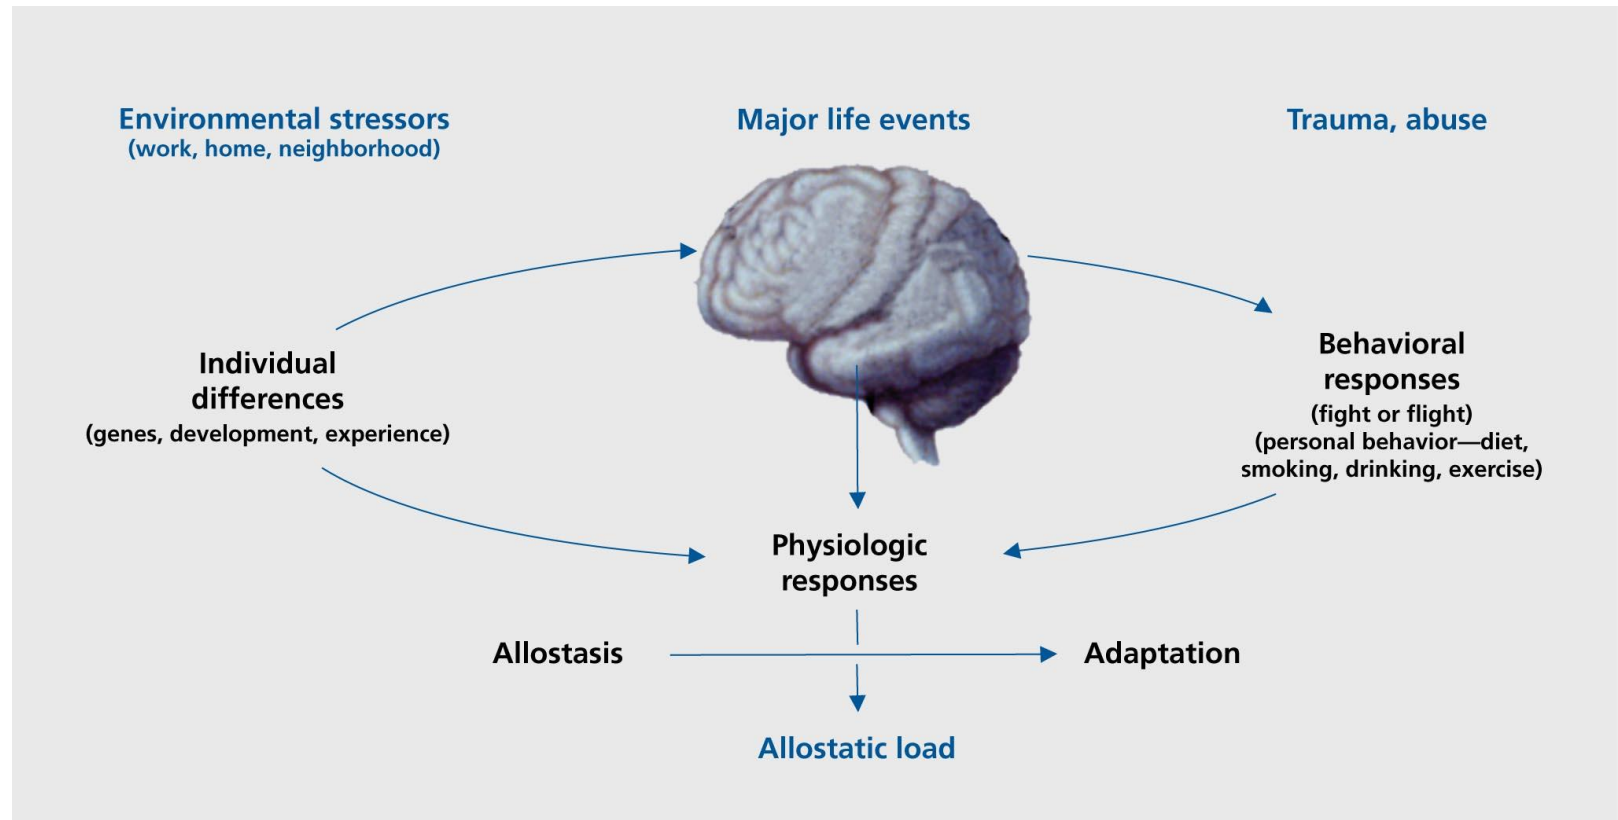 Environmental stressors
(work, home, neighborhood)
Major life events
Trauma, abuse
Individual
differences
(genes, development, experience)
Behavioral
responses
(fight or flight)
(personal behavior—diet,
smoking, drinking, exercise)
Physiologic
responses
Allostasis
Adaptation
Allostatic load